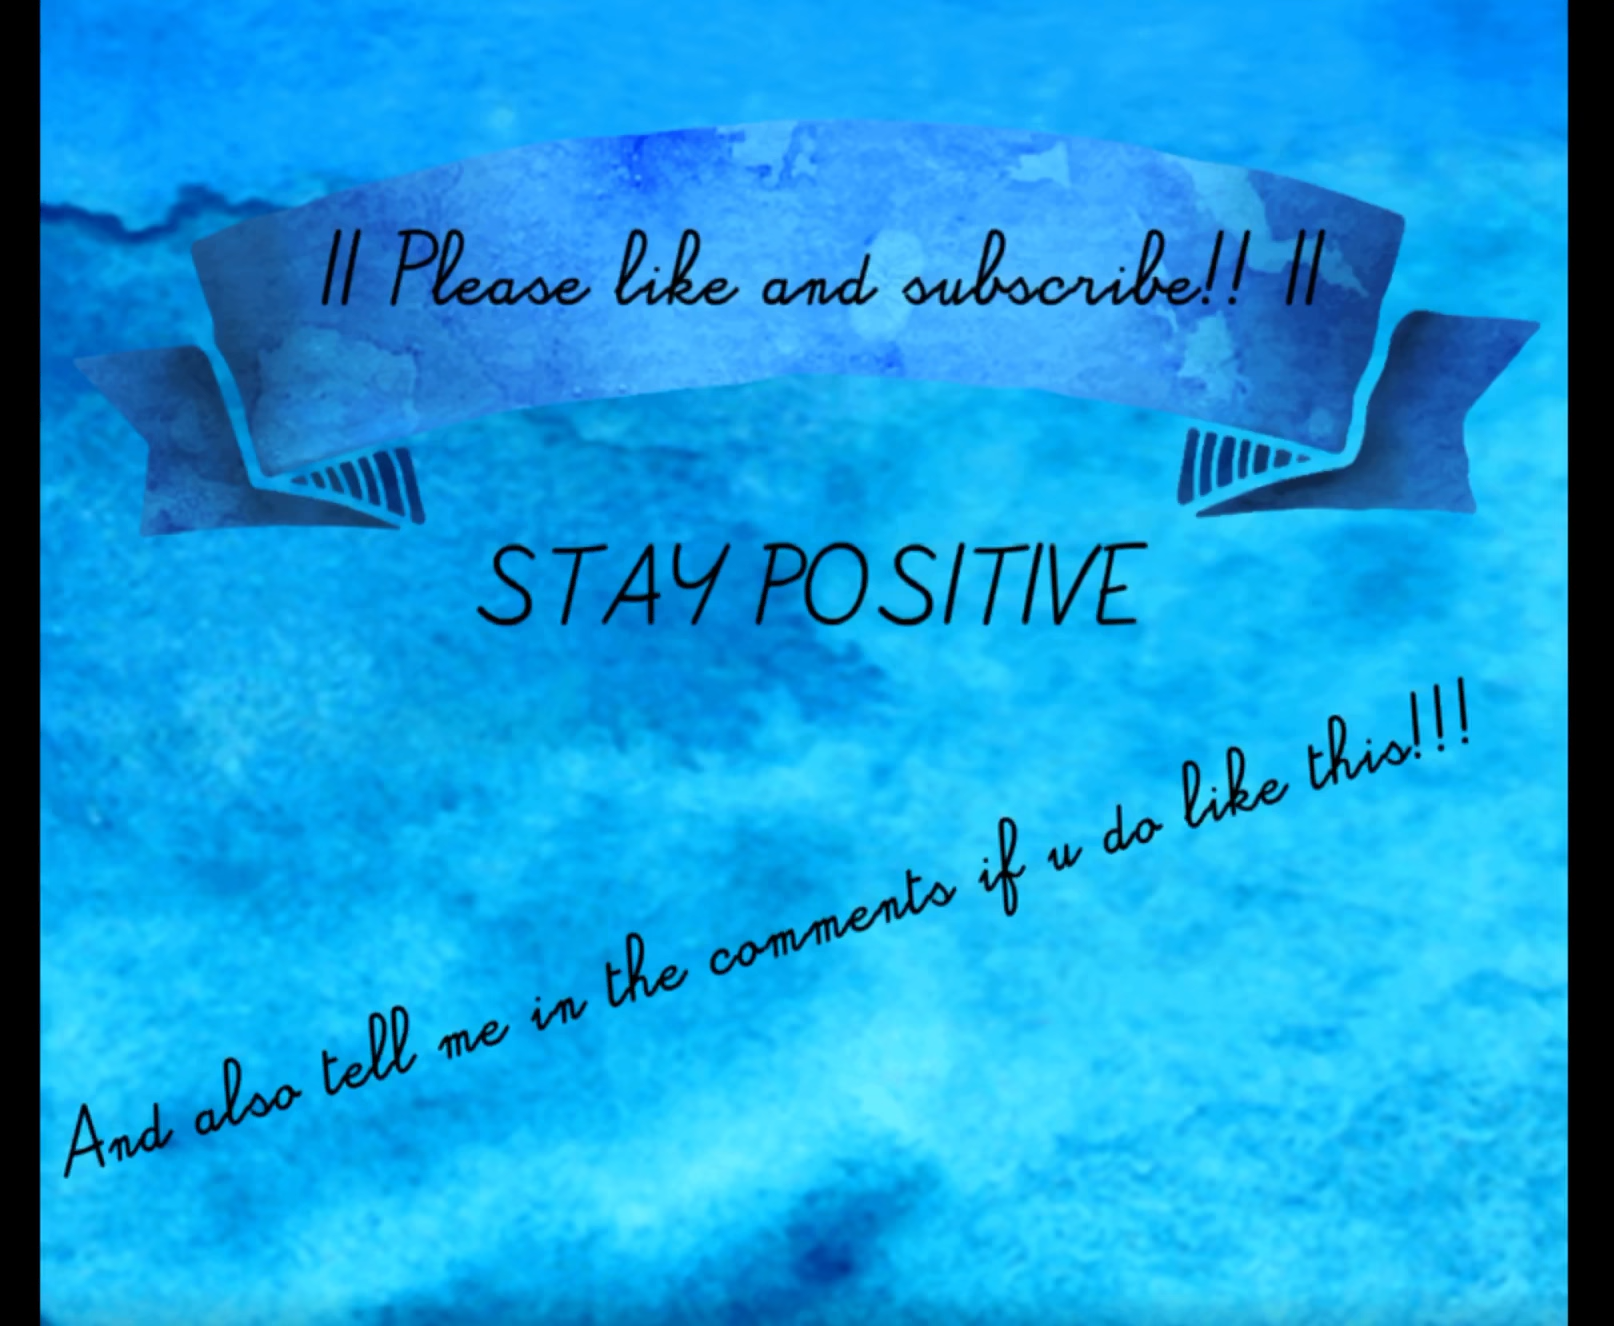 || Please like and subscribe!! ||
STAY POSITIVE
And also tell me in the comments if u do like this!!!